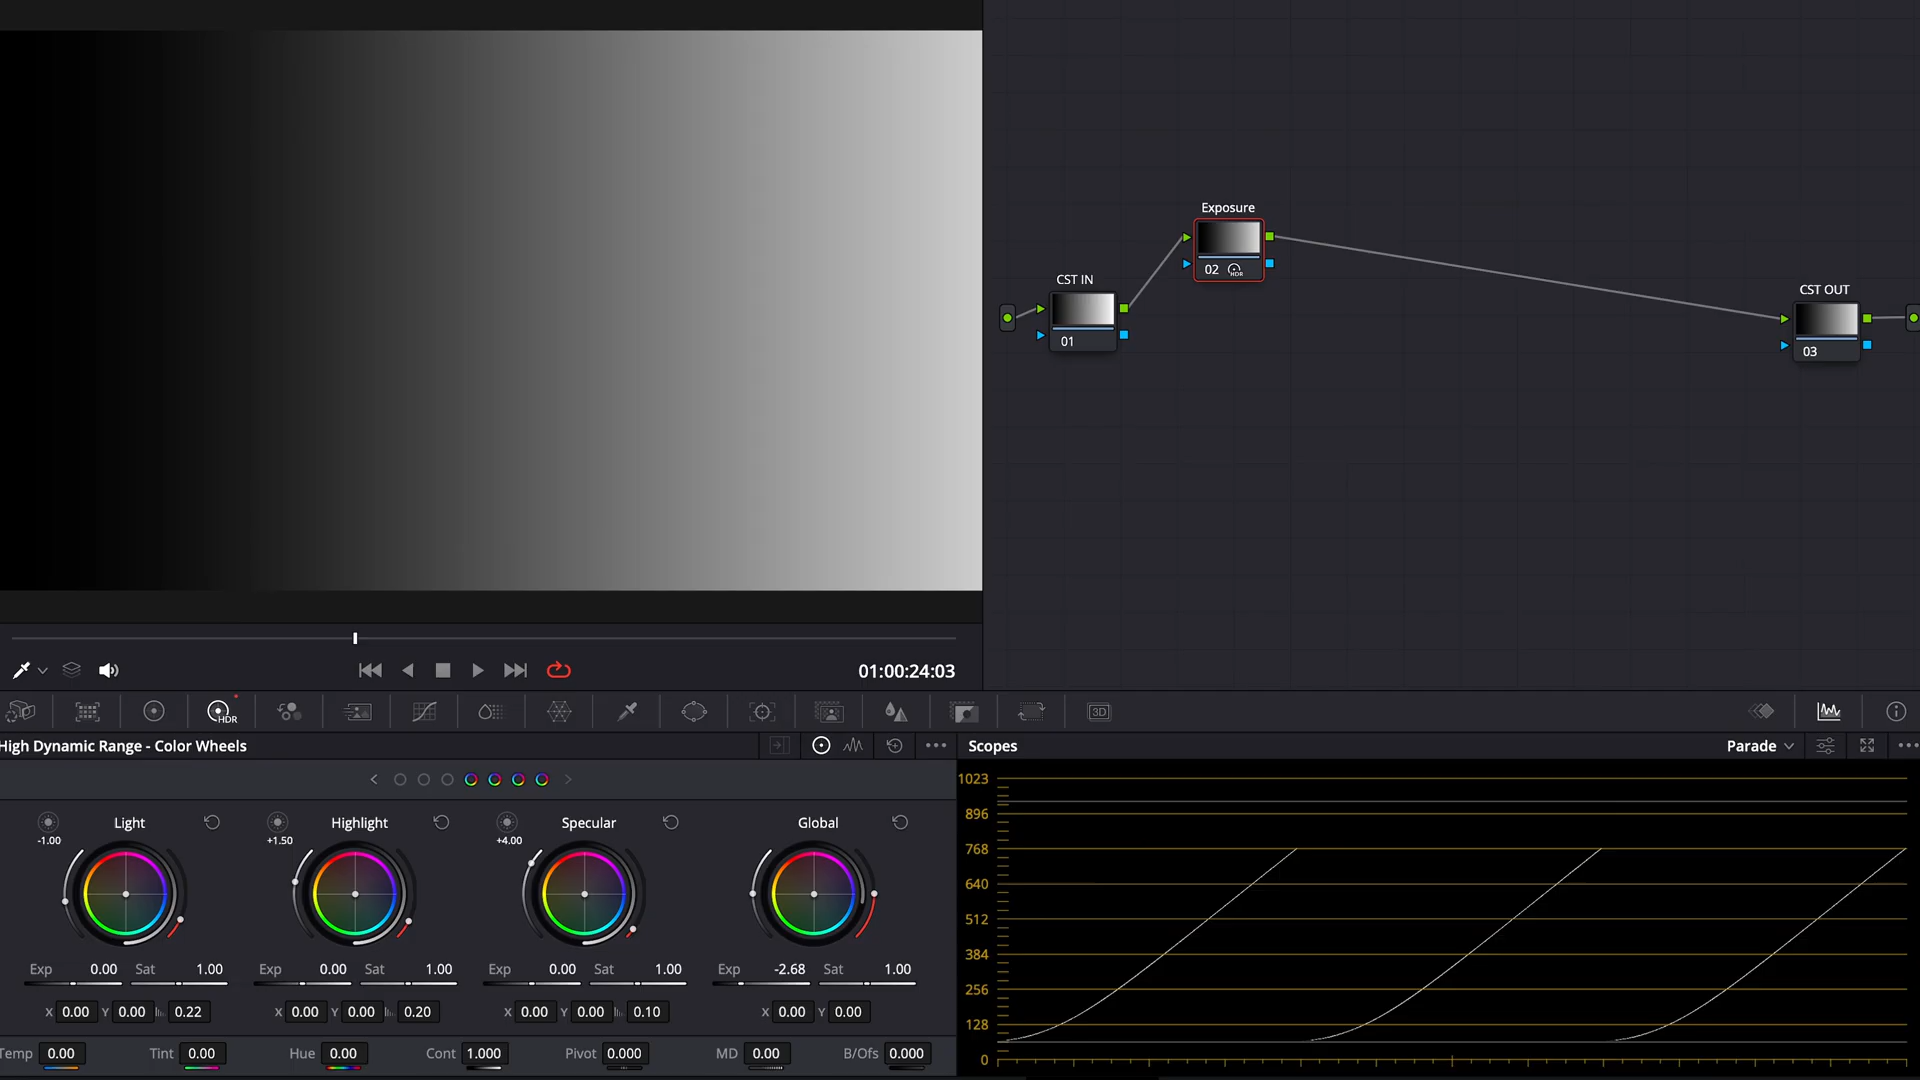 Exposure
02 HDR
CST IN
01
CST OUT
03
01:00:24:03
HDR
3D
High Dynamic Range - Color Wheels
Scopes
Parade
Light
-1.00
Highlight
+1.50
Specular
+4.00
Global
Exp 0.00 Sat 1.00
Exp 0.00 Sat 1.00
Exp 0.00 Sat 1.00
Exp -2.68 Sat 1.00
X 0.00 Y 0.00 0.22
X 0.00 Y 0.00 0.20
X 0.00 Y 0.00 0.10
X 0.00 Y 0.00
Temp 0.00 Tint 0.00 Hue 0.00 Cont 1.000 Pivot 0.000 MD 0.00 B/Ofs 0.000
1023
896
768
640
512
384
256
128
0